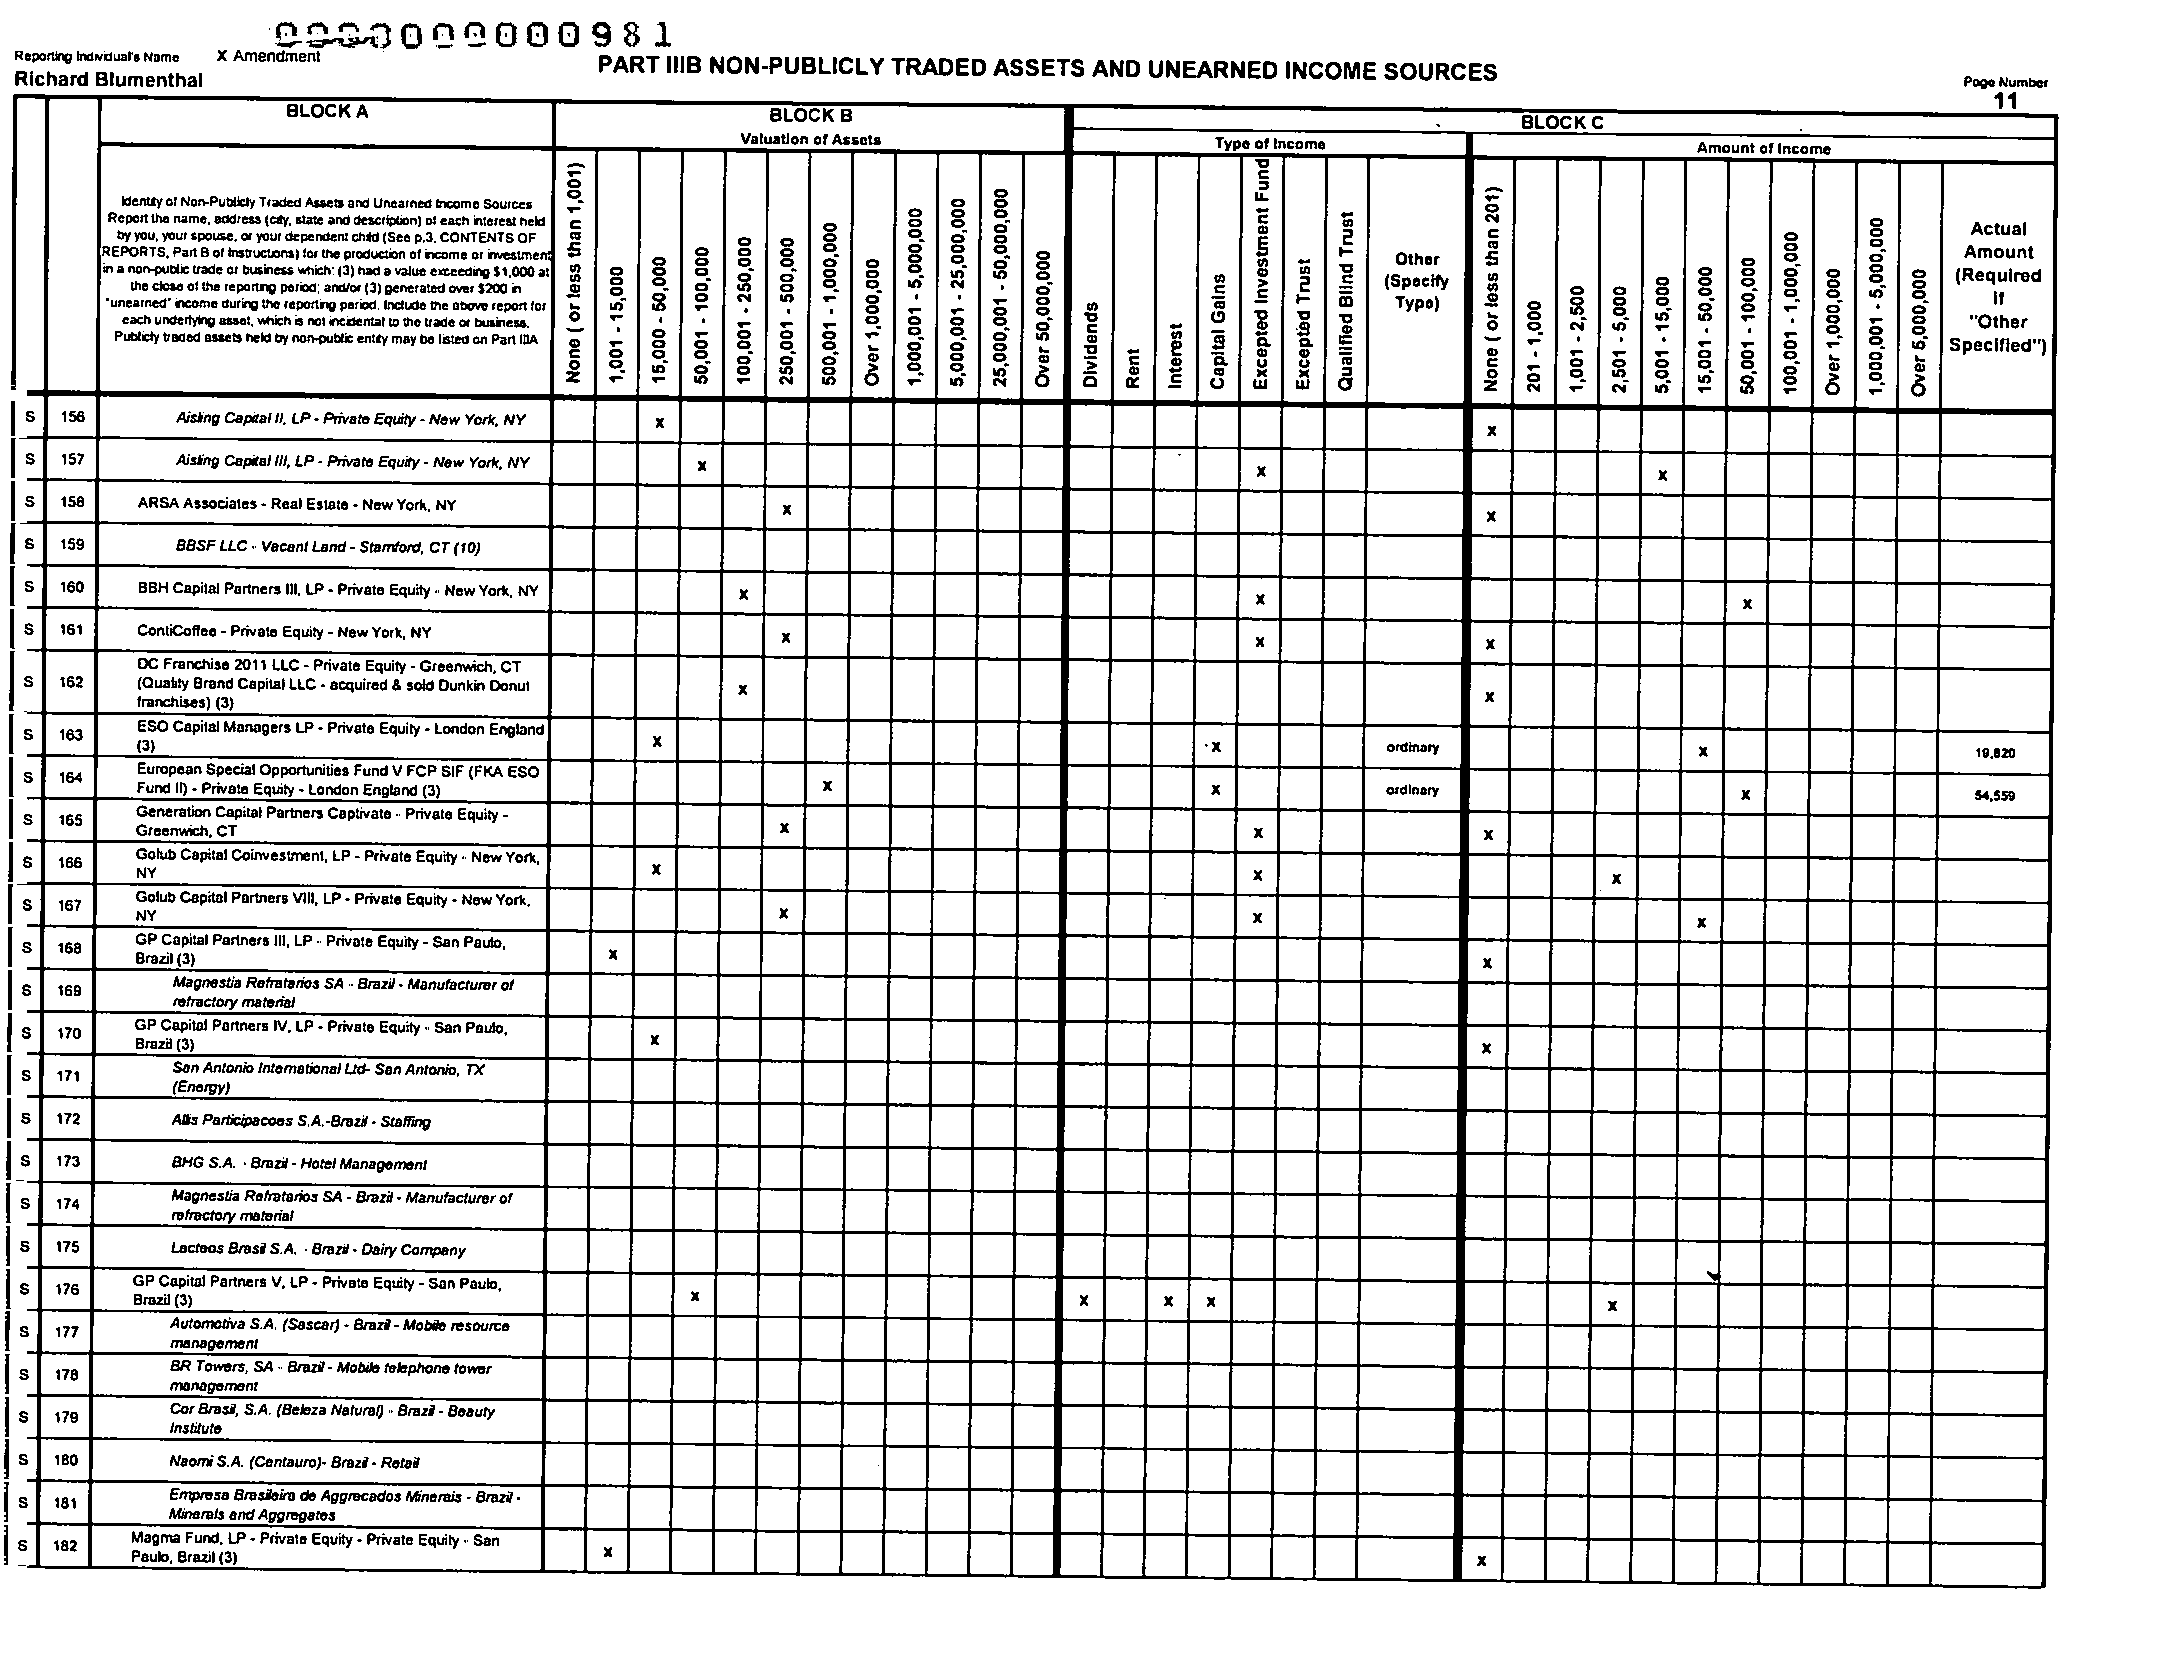 0000000000981
Reporting Individual's Name X Amendment
Richard Blumenthal
PART IIIB NON-PUBLICLY TRADED ASSETS AND UNEARNED INCOME SOURCES
Page Number
11
BLOCK A
BLOCK B
BLOCK C
Valuation of Assets
Type of Income
Amount of Income
Identity of Non-Publicly Traded Assets and Unearned Income Sources
Report the name, address (city, state and description) of each interest held
by you, your spouse, or your dependent child (See p.3, CONTENTS OF
REPORTS, Part B of Instructions) for the production of income or investment
in a non-public trade or business which: (3) had a value exceeding $1,000 at
the close of the reporting period; and/or (3) generated over $200 in
"unearned" income during the reporting period. Include the above report for
each underlying asset, which is not incidental to the trade or business.
Publicly traded assets held by non-public entity may be listed on Part IIIA
None ( or less than 1,001)
1,001 - 15,000
15,000 - 50,000
50,001 - 100,000
100,001 - 250,000
250,001 - 500,000
500,001 - 1,000,000
Over 1,000,000
1,000,001 - 5,000,000
5,000,001 - 25,000,000
25,000,001 - 50,000,000
Over 50,000,000
Dividends
Rent
Interest
Capital Gains
Excepted Investment Fund
Excepted Trust
Qualified Blind Trust
Other
(Specify
Type)
None ( or less than 201)
201 - 1,000
1,001 - 2,500
2,501 - 5,000
5,001 - 15,000
15,001 - 50,000
50,001 - 100,000
100,001 - 1,000,000
Over 1,000,000
1,000,001 - 5,000,000
Over 5,000,000
Actual
Amount
(Required
If
"Other
Specified")
S 156 Aisling Capital II, LP - Private Equity - New York, NY x x
S 157 Aisling Capital III, LP - Private Equity - New York, NY x x x
S 158 ARSA Associates - Real Estate - New York, NY x x
S 159 BBSF LLC - Vacant Land - Stamford, CT (10)
S 160 BBH Capital Partners III, LP - Private Equity - New York, NY x x x
S 161 ContiCoffee - Private Equity - New York, NY x x x
DC Franchise 2011 LLC - Private Equity - Greenwich, CT
S 162 (Quality Brand Capital LLC - acquired & sold Dunkin Donut x x
franchises) (3)
S 163 ESO Capital Managers LP - Private Equity - London England
(3) x x ordinary x 19,820
S 164 European Special Opportunities Fund V FCP SIF (FKA ESO
Fund II) - Private Equity - London England (3) x x ordinary x 54,559
S 165 Generation Capital Partners Captivate - Private Equity -
Greenwich, CT x x x
S 166 Golub Capital Coinvestment, LP - Private Equity - New York,
NY x x x
S 167 Golub Capital Partners VIII, LP - Private Equity - New York,
NY x x x
S 168 GP Capital Partners III, LP - Private Equity - San Paulo,
Brazil (3) x x
S 169 Magnestia Refratarios SA - Brazil - Manufacturer of
refractory material
S 170 GP Capital Partners IV, LP - Private Equity - San Paulo,
Brazil (3) x x
S 171 San Antonio International Ltd- San Antonio, TX
(Energy)
S 172 Allis Participacoes S.A.-Brazil - Staffing
S 173 BHG S.A. - Brazil - Hotel Management
S 174 Magnestia Refratarios SA - Brazil - Manufacturer of
refractory material
S 175 Lacteos Brasil S.A. - Brazil - Dairy Company
S 176 GP Capital Partners V, LP - Private Equity - San Paulo,
Brazil (3) x x x x x
S 177 Automotiva S.A. (Sascar) - Brazil - Mobile resource
management
S 178 BR Towers, SA - Brazil - Mobile telephone tower
management
S 179 Cor Brasil, S.A. (Beleza Natural) - Brazil - Beauty
Institute
S 180 Naomi S.A. (Centauro)- Brazil - Retail
S 181 Empresa Brasileira de Aggrecados Minerais - Brazil -
Minerals and Aggregates
S 182 Magma Fund, LP - Private Equity - Private Equity - San
Paulo, Brazil (3) x x